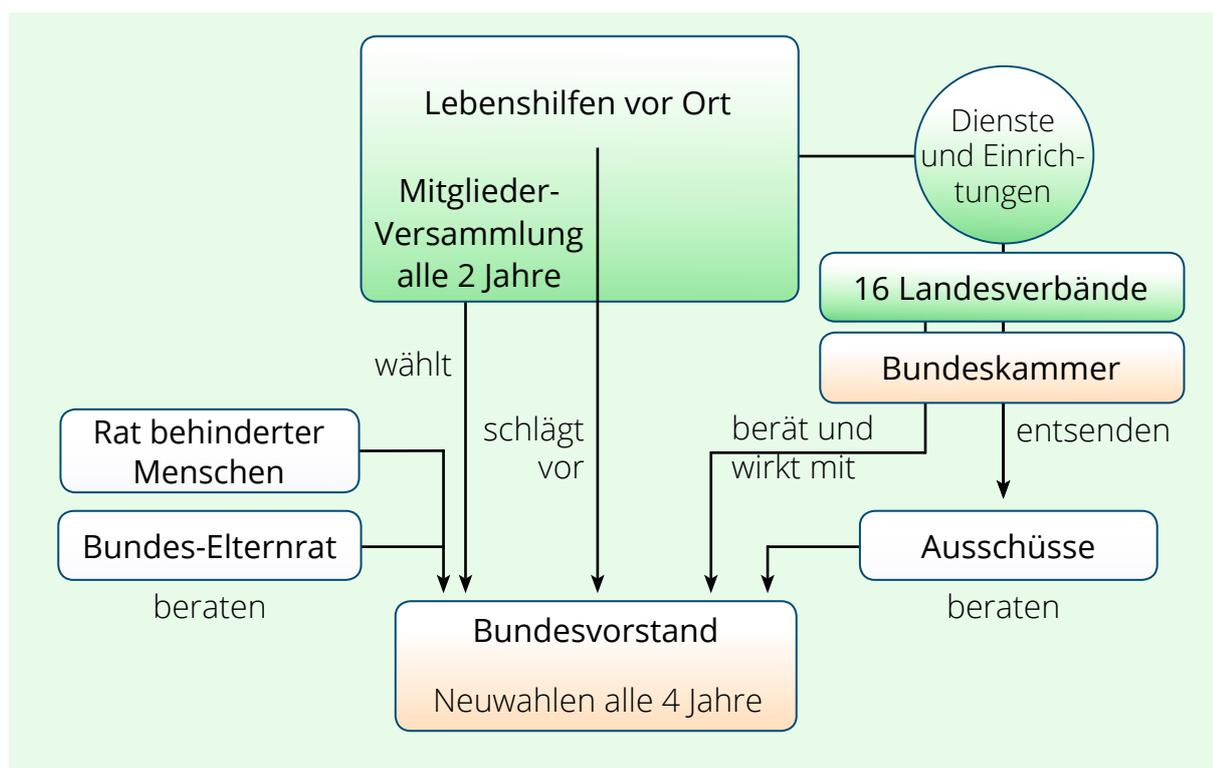 Lebenshilfen vor Ort
Mitglieder-
Versammlung
alle 2 Jahre
Dienste
und Einrich-
tungen
16 Landesverbände
Bundeskammer
wählt
schlägt
vor
berät und
wirkt mit
entsenden
Rat behinderter
Menschen
Bundes-Elternrat
beraten
Ausschüsse
beraten
Bundesvorstand
Neuwahlen alle 4 Jahre